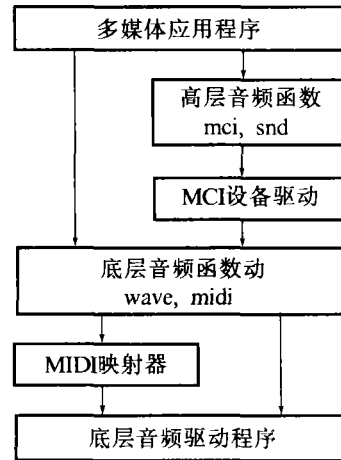 多媒体应用程序
高层音频函数
mci, snd
MCI设备驱动
底层音频函数动
wave, midi
MIDI映射器
底层音频驱动程序